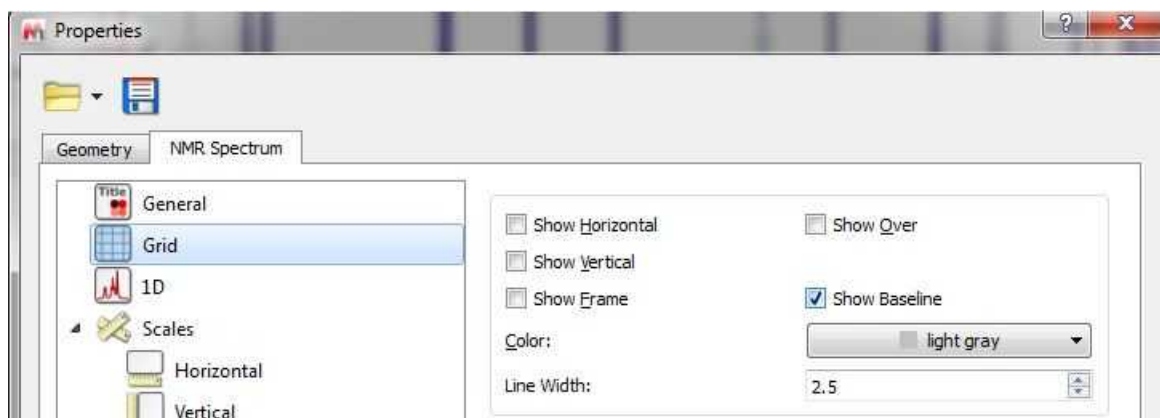 Properties
Geometry NMR Spectrum
Title
General
Grid
1D
Scales
Horizontal
Vertical
Show Horizontal Show Over
Show Vertical
Show Frame Show Baseline
Color: light gray
Line Width: 2.5